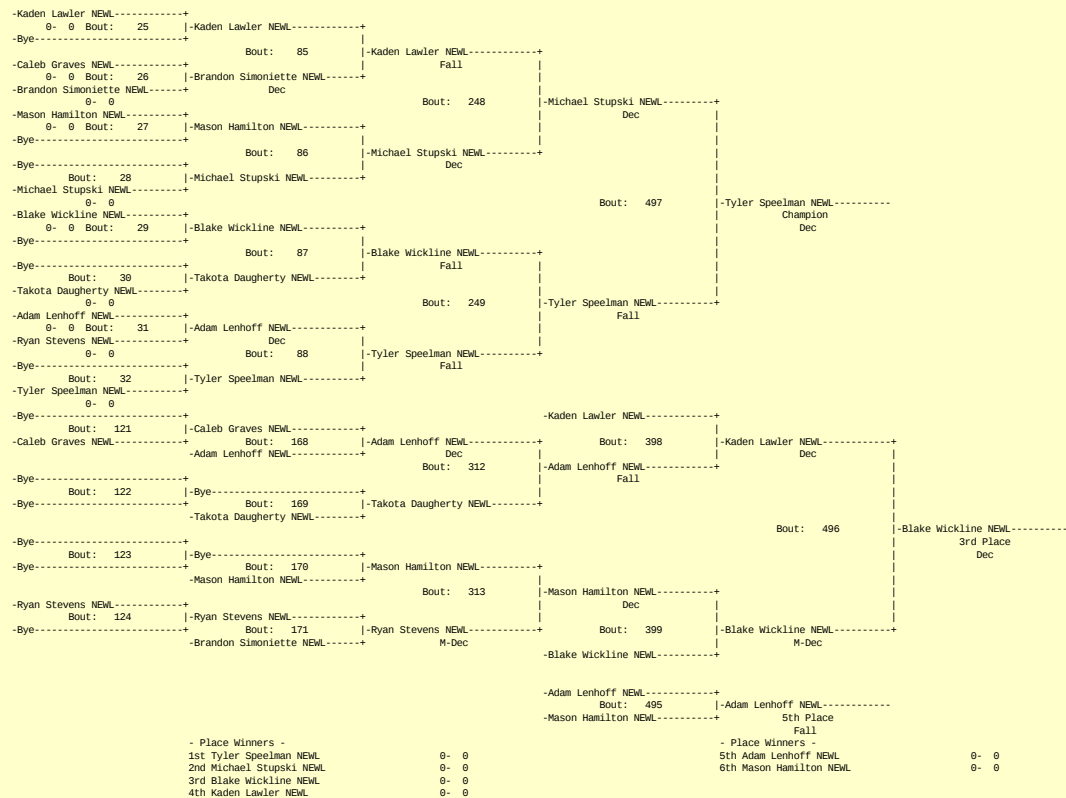 -Kaden Lawler NEWL-----------+
0-  0  Bout:    25      |-Kaden Lawler NEWL-----------+
-Bye-----------------------+                            |
Bout:    85        |-Kaden Lawler NEWL-----------+
-Caleb Graves NEWL-----------+                            |            Fall            |
0-  0  Bout:    26      |-Brandon Simoniette NEWL-----+                            |
-Brandon Simoniette NEWL-----+            Dec                                          |
0-  0                                              Bout:   248         |-Michael Stupski NEWL--------+
-Mason Hamilton NEWL---------+                                                         |            Dec             |
0-  0  Bout:    27      |-Mason Hamilton NEWL---------+                            |                            |
-Bye-----------------------+                            |                            |                            |
Bout:    86        |-Michael Stupski NEWL--------+                            |
-Bye-----------------------+                            |            Dec                                          |
Bout:    28       |-Michael Stupski NEWL--------+                                                         |
-Michael Stupski NEWL--------+                                                                                      |
0-  0                                                                           Bout:   497         |-Tyler Speelman NEWL----------
-Blake Wickline NEWL---------+                                                                                      |         Champion
0-  0  Bout:    29      |-Blake Wickline NEWL---------+                                                         |            Dec
-Bye-----------------------+                            |                                                         |
Bout:    87        |-Blake Wickline NEWL---------+                            |
-Bye-----------------------+                            |            Fall            |                            |
Bout:    30       |-Takota Daugherty NEWL-------+                            |                            |
-Takota Daugherty NEWL-------+                                                         |                            |
0-  0                                              Bout:   249         |-Tyler Speelman NEWL---------+
-Adam Lenhoff NEWL-----------+                                                         |            Fall
0-  0  Bout:    31      |-Adam Lenhoff NEWL-----------+                            |
-Ryan Stevens NEWL-----------+            Dec             |                            |
0-  0                    Bout:    88        |-Tyler Speelman NEWL---------+
-Bye-----------------------+                            |            Fall
Bout:    32       |-Tyler Speelman NEWL---------+
-Tyler Speelman NEWL---------+
0-  0
-Bye-----------------------+                                                         -Kaden Lawler NEWL-----------+
Bout:   121       |-Caleb Graves NEWL-----------+                                                         |
-Caleb Graves NEWL-----------+         Bout:   168        |-Adam Lenhoff NEWL-----------+         Bout:   398         |-Kaden Lawler NEWL-----------+
-Adam Lenhoff NEWL-----------+            Dec             |                            |            Dec             |
Bout:   312         |-Adam Lenhoff NEWL-----------+                            |
-Bye-----------------------+                                                         |            Fall                                         |
Bout:   122       |-Bye-----------------------+                            |                                                         |
-Bye-----------------------+         Bout:   169        |-Takota Daugherty NEWL-------+                                                         |
-Takota Daugherty NEWL-------+                                                                                      |
Bout:   496         |-Blake Wickline NEWL---------
-Bye-----------------------+                                                                                                                  |         3rd Place
Bout:   123       |-Bye-----------------------+                                                                                      |            Dec
-Bye-----------------------+         Bout:   170        |-Mason Hamilton NEWL---------+                                                         |
-Mason Hamilton NEWL---------+                            |                                                         |
Bout:   313         |-Mason Hamilton NEWL---------+                            |
-Ryan Stevens NEWL-----------+                                                         |            Dec             |                            |
Bout:   124       |-Ryan Stevens NEWL-----------+                            |                            |                            |
-Bye-----------------------+         Bout:   171        |-Ryan Stevens NEWL-----------+         Bout:   399         |-Blake Wickline NEWL---------+
-Brandon Simoniette NEWL-----+            M-Dec                                         |            M-Dec
-Blake Wickline NEWL---------+
-Adam Lenhoff NEWL-----------+
Bout:   495         |-Adam Lenhoff NEWL-----------
-Mason Hamilton NEWL---------+         5th Place
Fall
- Place Winners -                                                                   - Place Winners -
1st Tyler Speelman NEWL                    0-  0                                     5th Adam Lenhoff NEWL                      0-  0
2nd Michael Stupski NEWL                   0-  0                                     6th Mason Hamilton NEWL                    0-  0
3rd Blake Wickline NEWL                    0-  0
4th Kaden Lawler NEWL                      0-  0